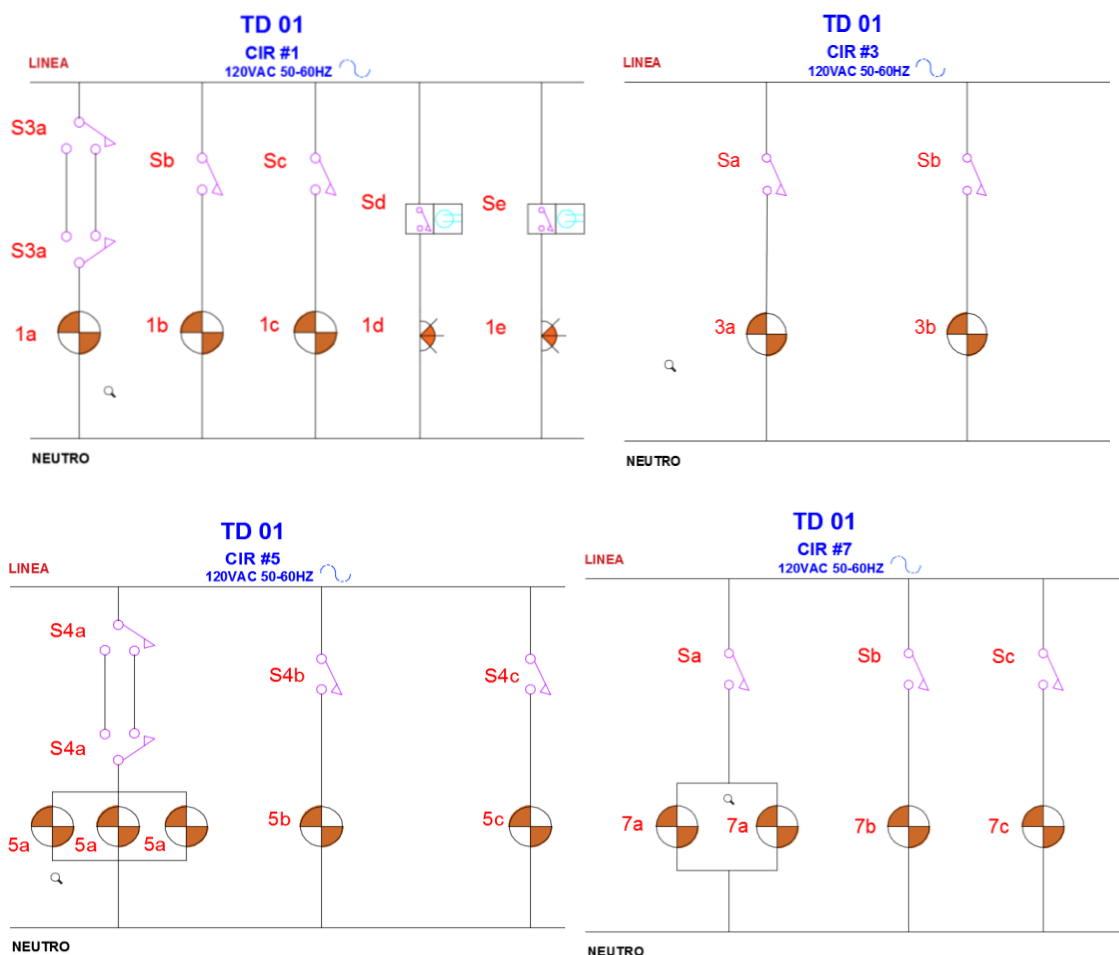 TD 01
CIR #1
120VAC 50-60HZ
LINEA
S3a
Sb
Sc
Sd
Se
S3a
1a
1b
1c
1d
1e
NEUTRO
TD 01
CIR #3
120VAC 50-60HZ
LINEA
Sa
Sb
3a
3b
NEUTRO
TD 01
CIR #5
120VAC 50-60HZ
LINEA
S4a
S4b
S4c
S4a
5a
5a
5a
5b
5c
NEUTRO
TD 01
CIR #7
120VAC 50-60HZ
LINEA
Sa
Sb
Sc
7a
7a
7b
7c
NEUTRO